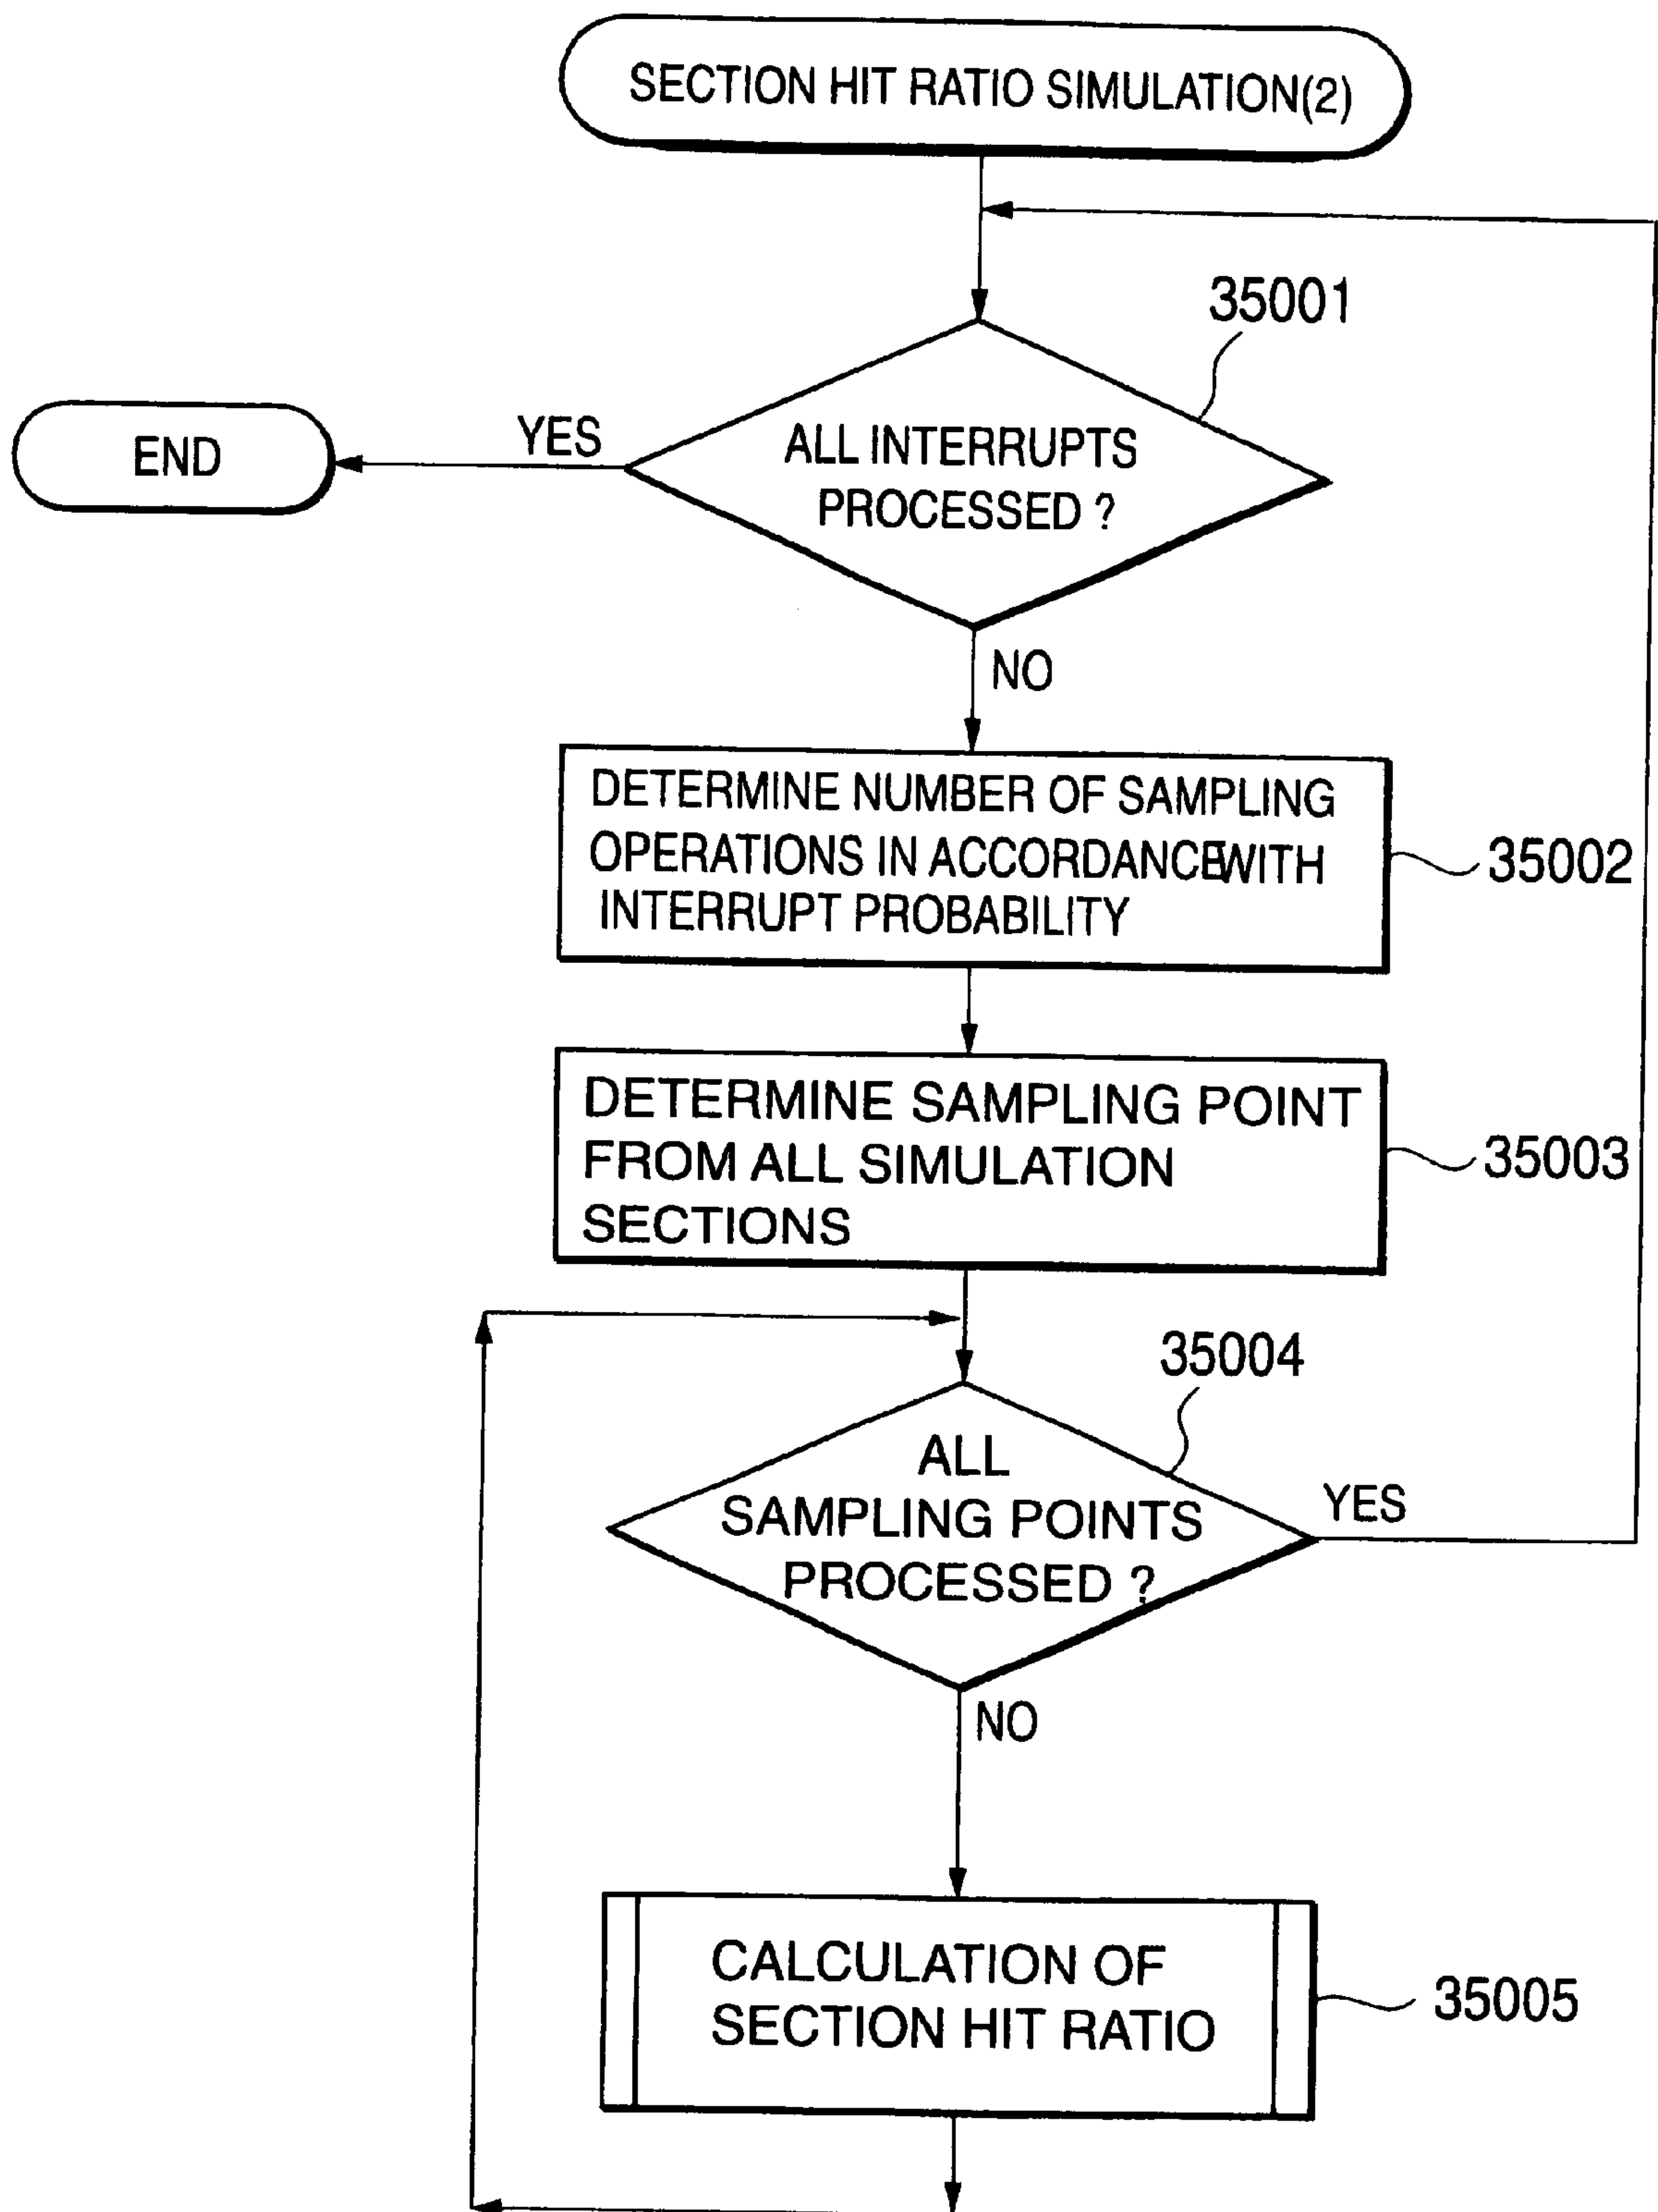 SECTION HIT RATIO SIMULATION(2)
35001
END
YES
ALL INTERRUPTS
PROCESSED ?
NO
DETERMINE NUMBER OF SAMPLING
OPERATIONS IN ACCORDANCE WITH
INTERRUPT PROBABILITY
35002
DETERMINE SAMPLING POINT
FROM ALL SIMULATION
SECTIONS
35003
35004
ALL
SAMPLING POINTS
PROCESSED ?
YES
NO
CALCULATION OF
SECTION HIT RATIO
35005